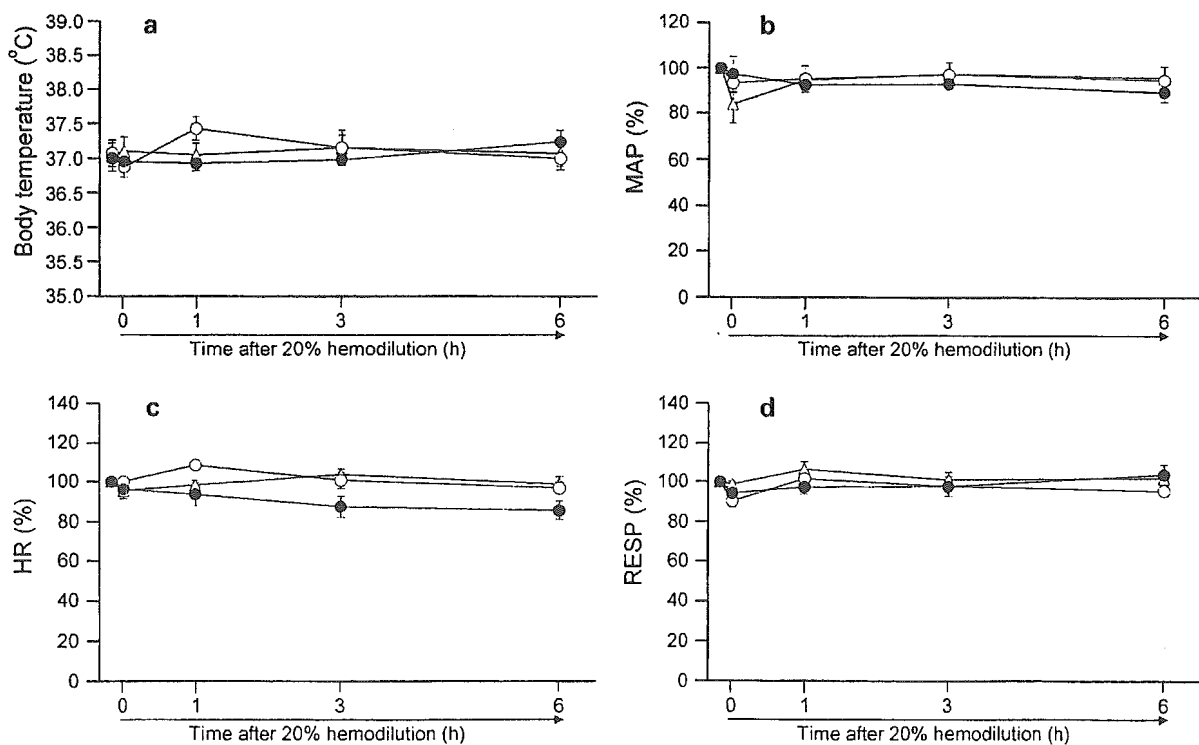 a
39.0
38.5
38.0
37.5
37.0
36.5
36.0
35.5
35.0
Body temperature (°C)
0 1 3 6
Time after 20% hemodilution (h)
b
120
100
80
60
40
20
0
MAP (%)
0 1 3 6
Time after 20% hemodilution (h)
c
140
120
100
80
60
40
20
0
HR (%)
0 1 3 6
Time after 20% hemodilution (h)
d
140
120
100
80
60
40
20
0
RESP (%)
0 1 3 6
Time after 20% hemodilution (h)